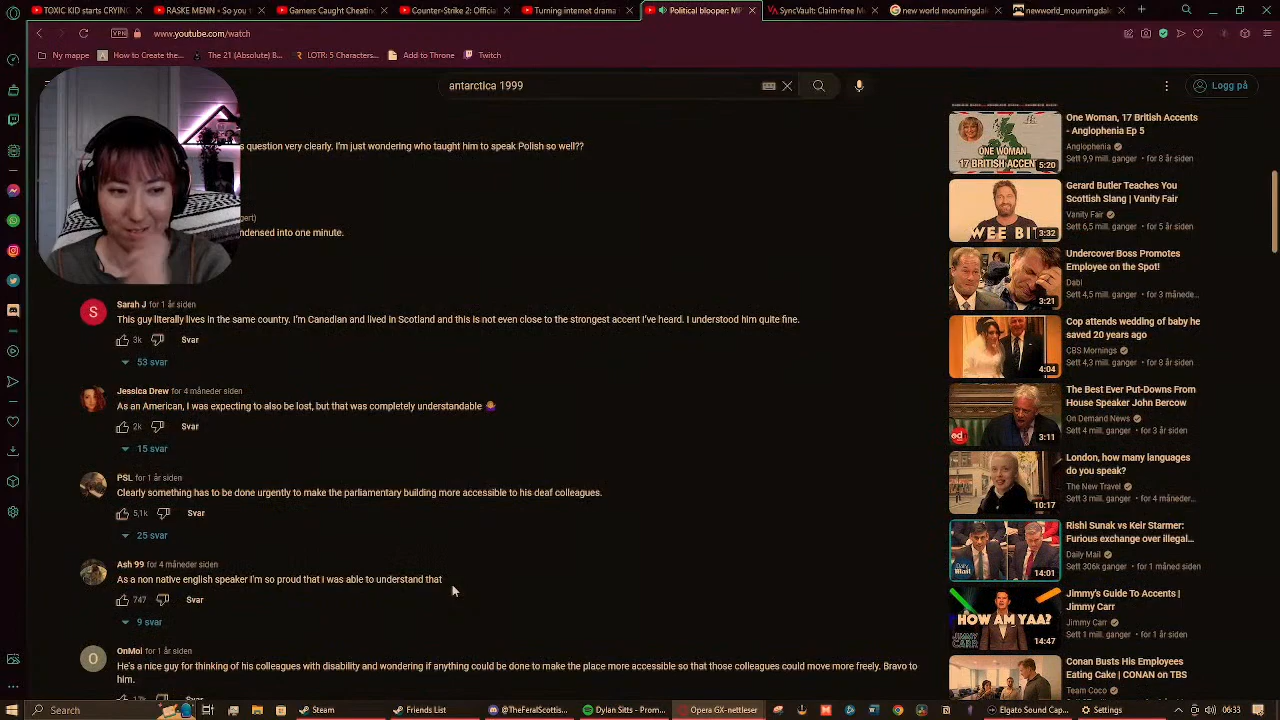 TOXIC KID starts CRYING
RASKE MENN • So you t
Gamers Caught Cheating
Counter-Strike 2: Offici
Turning internet drama
Political blooper: MP
SyncVault: Claim-free M
new world mourningdal
newworld_mourningdale
VPN
www.youtube.com/watch
Ny mappe
How to Create the...
The 21 (Absolute) B...
LOTR: 03 Characters...
Add to Throne
Twitch
antarctica 1999
Logg på
s question very clearly. I'm just wondering who taught him to speak Polish so well??
pert)
ndensed into one minute.
S
Sarah J for 1 år siden
This guy literally lives in the same country. I'm Canadian and lived in Scotland and this is not even close to the strongest accent I've heard. I understood him quite fine.
3k
Svar
53 svar
Jessica Drew for 4 måneder siden
As an American, I was expecting to also be lost, but that was completely understandable
2k
Svar
15 svar
PSL for 1 år siden
Clearly something has to be done urgently to make the parliamentary building more accessible to his deaf colleagues.
5,1k
Svar
25 svar
Ash 99 for 4 måneder siden
As a non native english speaker I'm so proud that I was able to understand that
747
Svar
9 svar
O
OnMoi for 1 år siden
He's a nice guy for thinking of his colleagues with disability and wondering if anything could be done to make the place more accessible so that those colleagues could move more freely. Bravo to
him.
ONE WOMAN
17 BRITISH ACCEN
5:20
One Woman, 17 British Accents
- Anglophenia Ep 5
Anglophenia
Sett 9,9 mill. ganger • for 8 år siden
WEE BI
3:32
Gerard Butler Teaches You
Scottish Slang | Vanity Fair
Vanity Fair
Sett 6,5 mill. ganger • for 5 år siden
3:21
Undercover Boss Promotes
Employee on the Spot!
Dabi
Sett 4,5 mill. ganger • for 3 månede...
4:04
Cop attends wedding of baby he
saved 20 years ago
CBS Mornings
Sett 4,3 mill. ganger • for 8 år siden
od
3:11
The Best Ever Put-Downs From
House Speaker John Bercow
On Demand News
Sett 4 mill. ganger • for 3 år siden
10:17
London, how many languages
do you speak?
The New Travel
Sett 3 mill. ganger • for 4 måneder...
Daily Mail
14:01
Rishi Sunak vs Keir Starmer:
Furious exchange over illegal...
Daily Mail
Sett 306k ganger • for 1 måned siden
HOW AM YAA?
JIMMY
CARR
14:47
Jimmy's Guide To Accents |
Jimmy Carr
Jimmy Carr
Sett 1 mill. ganger • for 1 år siden
Conan Busts His Employees
Eating Cake | CONAN on TBS
Team Coco
Search
Steam
Friends List
@TheFeralScottis...
Dylan Sitts - Prom...
Opera GX-nettleser
Elgato Sound Cap...
Settings
06:33